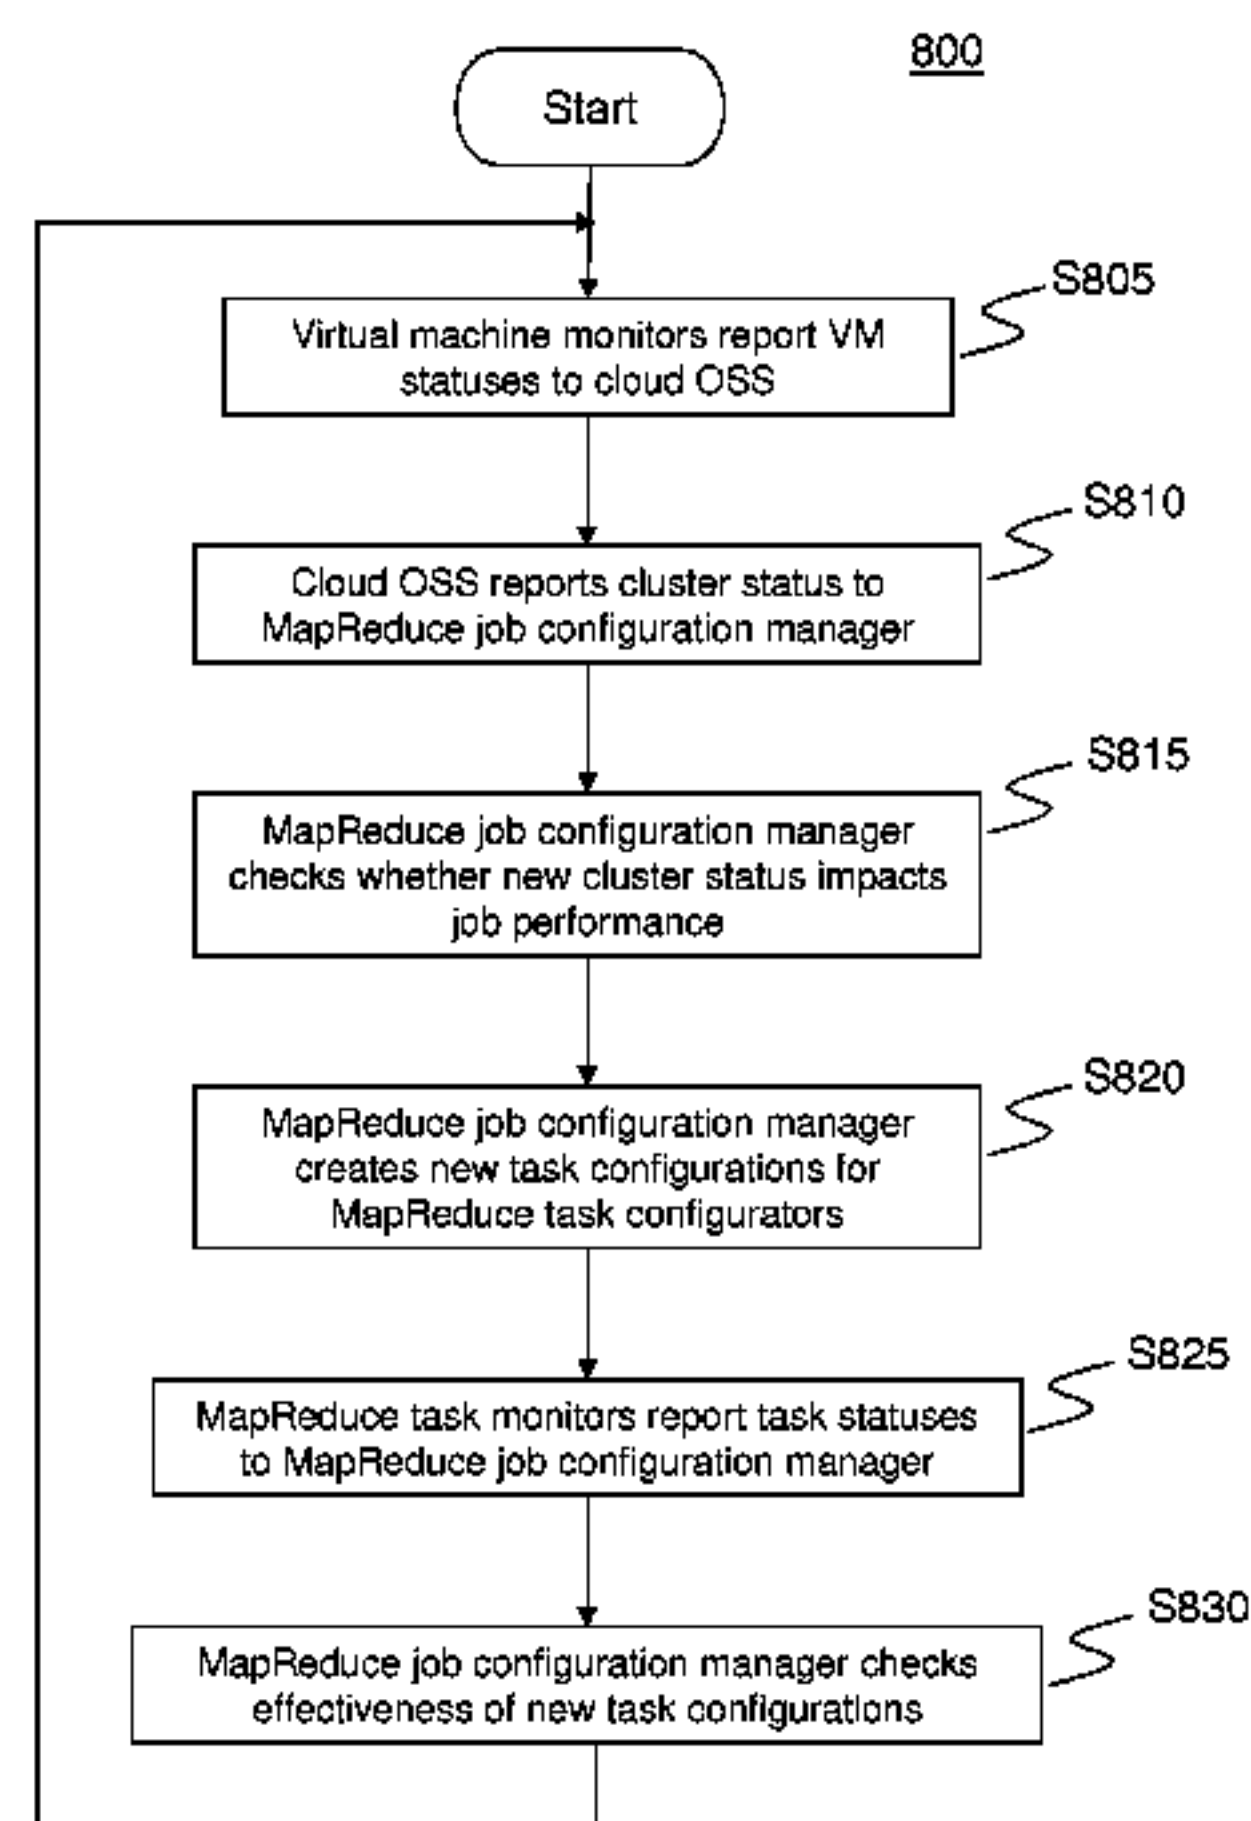 800
Start
S805
Virtual machine monitors report VM
statuses to cloud OSS
S810
Cloud OSS reports cluster status to
MapReduce job configuration manager
S815
MapReduce job configuration manager
checks whether new cluster status impacts
job performance
S820
MapReduce job configuration manager
creates new task configurations for
MapReduce task configurators
S825
MapReduce task monitors report task statuses
to MapReduce job configuration manager
S830
MapReduce job configuration manager checks
effectiveness of new task configurations